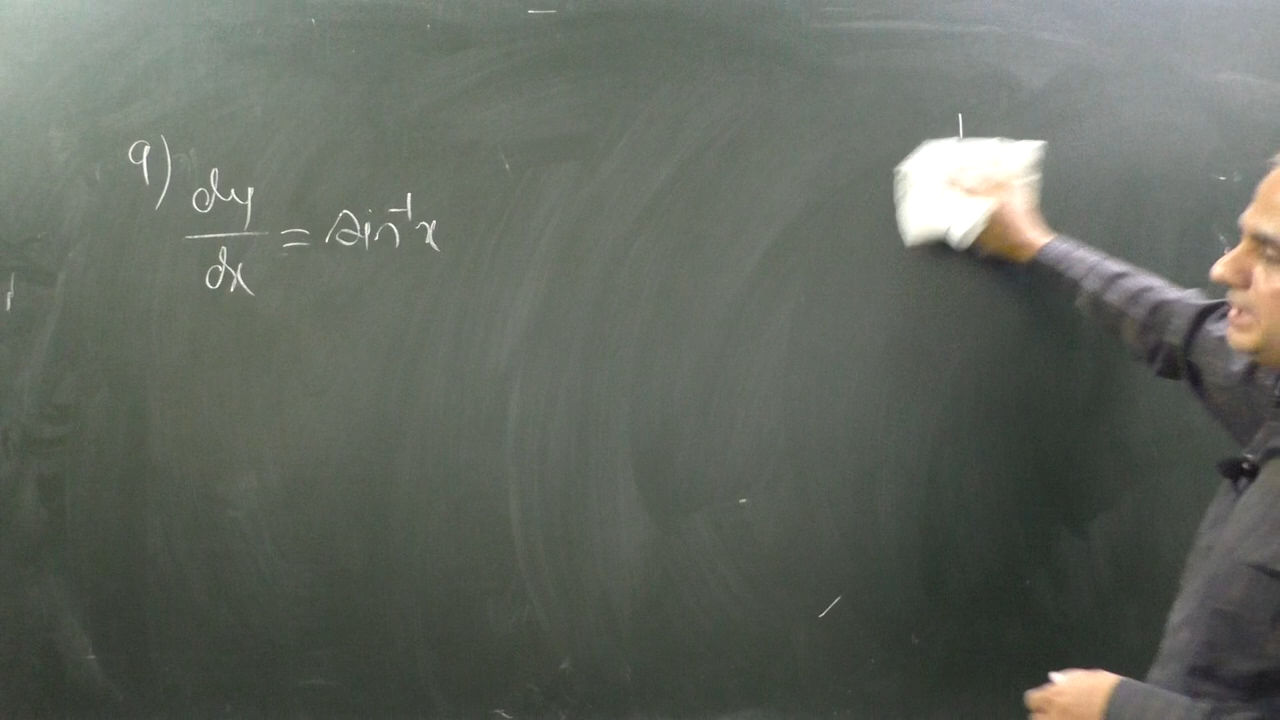 9) dy/dx = sin⁻¹x